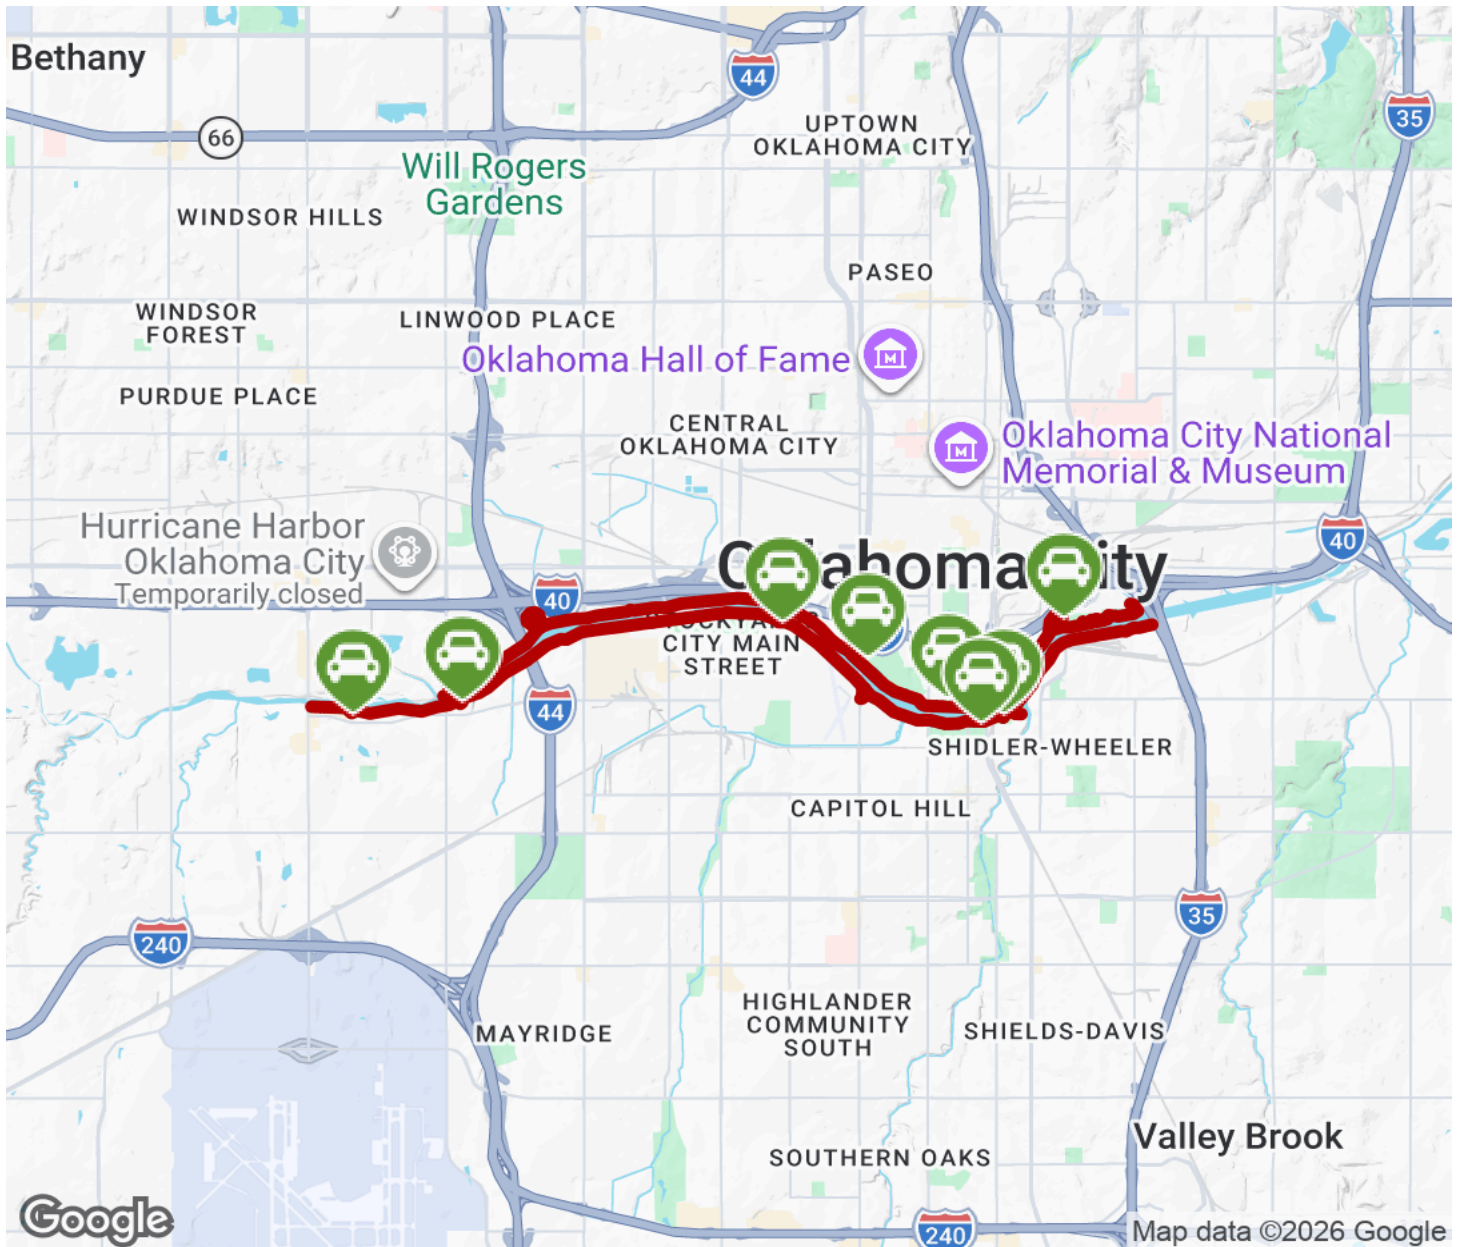 Bethany
44
35
66
UPTOWN
OKLAHOMA CITY
Will Rogers
Gardens
WINDSOR HILLS
PASEO
WINDSOR
FOREST
LINWOOD PLACE
Oklahoma Hall of Fame
PURDUE PLACE
CENTRAL
OKLAHOMA CITY
Oklahoma City National
Memorial & Museum
Hurricane Harbor
Oklahoma City
Temporarily closed
40
Oklahoma City
40
CITY MAIN
STREET
44
SHIDLER-WHEELER
CAPITOL HILL
35
240
HIGHLANDER
COMMUNITY
SOUTH
SHIELDS-DAVIS
MAYRIDGE
Valley Brook
SOUTHERN OAKS
Google
240
Map data ©2026 Google